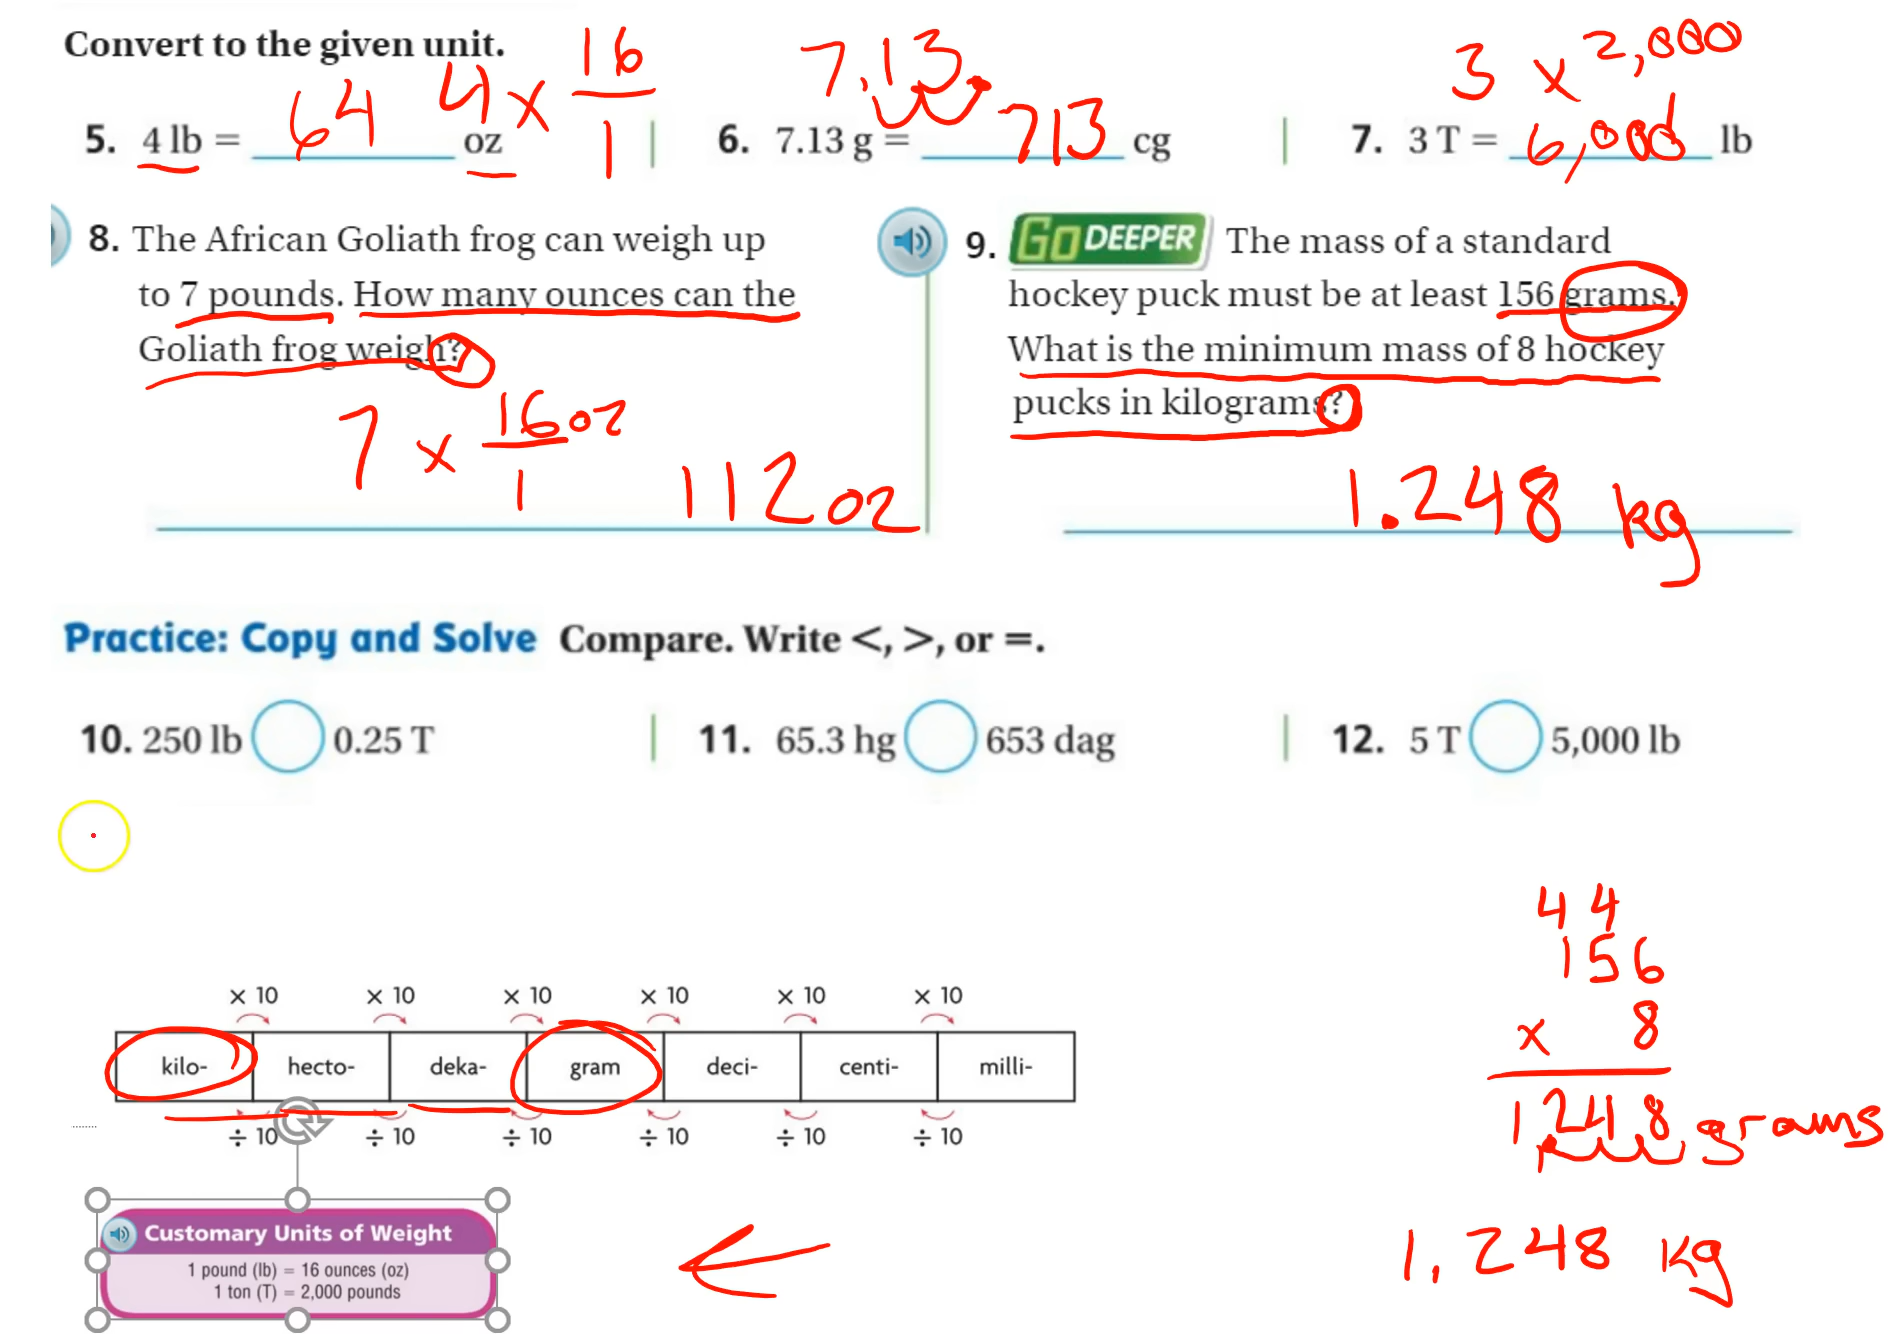 Convert to the given unit.
4 × 16/1
7.13.
3 × 2,000
5. 4 lb = 64 oz
6. 7.13 g = 713 cg
7. 3 T = 6,000 lb
8. The African Goliath frog can weigh up
to 7 pounds. How many ounces can the
Goliath frog weigh?
7 × 16oz/1
112 oz
9. GO DEEPER The mass of a standard
hockey puck must be at least 156 grams.
What is the minimum mass of 8 hockey
pucks in kilograms?
1.248 kg
Practice: Copy and Solve Compare. Write <, >, or =.
10. 250 lb 0.25 T
11. 65.3 hg 653 dag
12. 5 T 5,000 lb
× 10 × 10 × 10 × 10 × 10 × 10
kilo- hecto- deka- gram deci- centi- milli-
÷ 10 ÷ 10 ÷ 10 ÷ 10 ÷ 10 ÷ 10
44
156
x 8
1248 grams
1.248 kg
Customary Units of Weight
1 pound (lb) = 16 ounces (oz)
1 ton (T) = 2,000 pounds